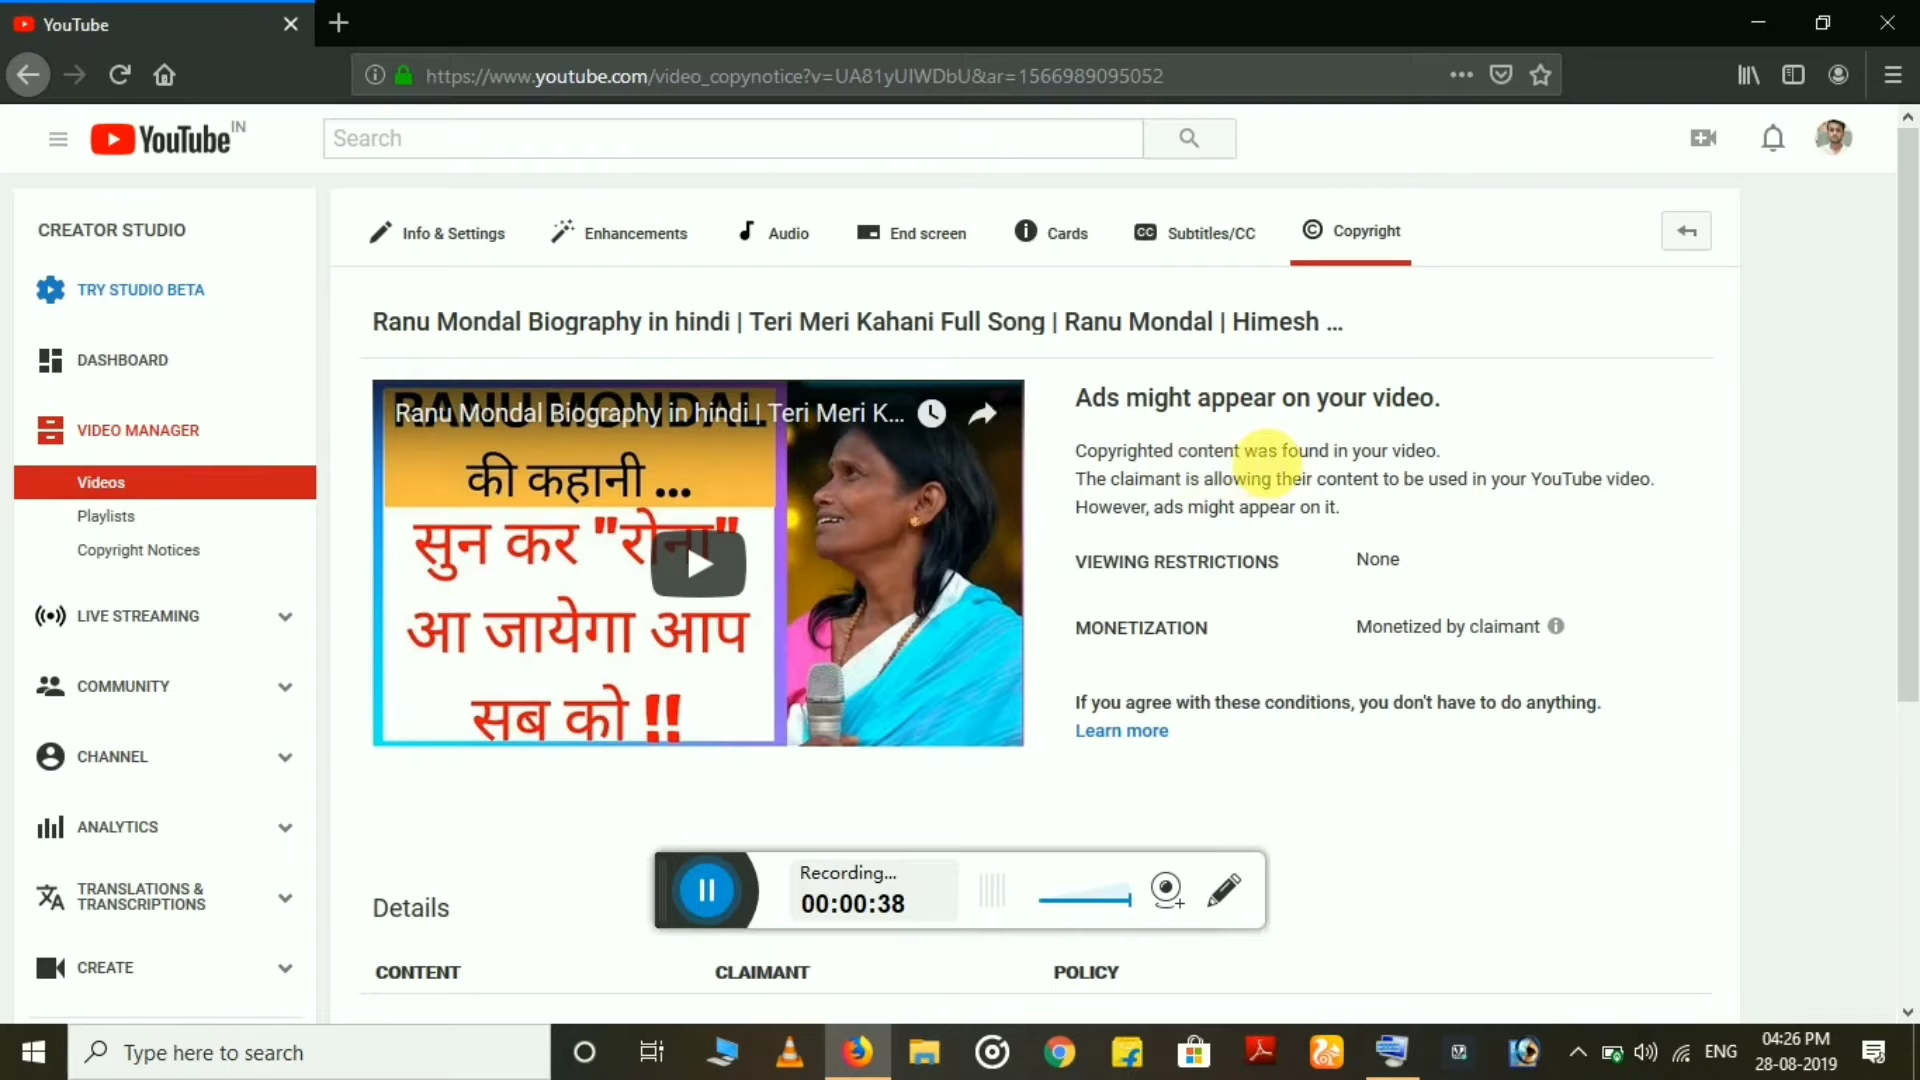 YouTube
https://www.youtube.com/video_copynotice?v=UA81yUIWDbU&ar=1566989095052
YouTube IN
Search
CREATOR STUDIO
TRY STUDIO BETA
DASHBOARD
VIDEO MANAGER
Videos
Playlists
Copyright Notices
LIVE STREAMING
COMMUNITY
CHANNEL
ANALYTICS
TRANSLATIONS &
TRANSCRIPTIONS
CREATE
Info & Settings
Enhancements
Audio
End screen
Cards
CC Subtitles/CC
Copyright
Ranu Mondal Biography in hindi | Teri Meri Kahani Full Song | Ranu Mondal | Himesh ...
RANU MONDAL
Ranu Mondal Biography in hindi | Teri Meri K...
की कहानी ...
सुन कर "रोना"
आ जायेगा आप
सब को !!
Ads might appear on your video.
Copyrighted content was found in your video.
The claimant is allowing their content to be used in your YouTube video.
However, ads might appear on it.
VIEWING RESTRICTIONS None
MONETIZATION Monetized by claimant
If you agree with these conditions, you don't have to do anything.
Learn more
Recording...
00:00:38
Details
CONTENT CLAIMANT POLICY
Type here to search
ENG
04:26 PM
28-08-2019